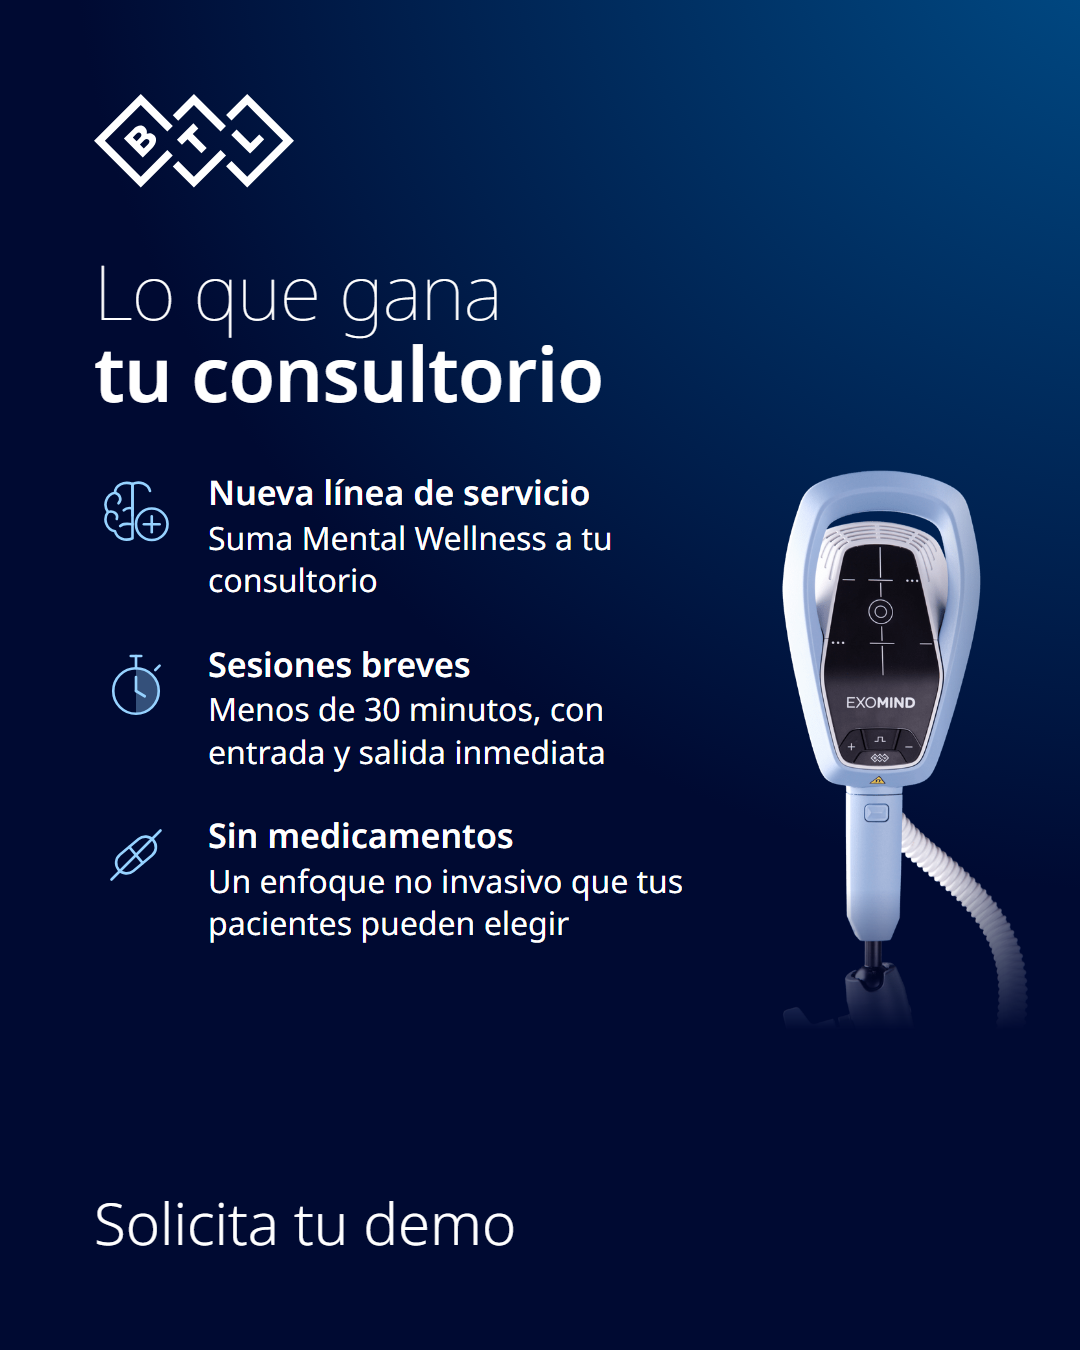 BTL
Lo que gana
tu consultorio
Nueva línea de servicio
Suma Mental Wellness a tu
consultorio
Sesiones breves
Menos de 30 minutos, con
entrada y salida inmediata
Sin medicamentos
Un enfoque no invasivo que tus
pacientes pueden elegir
EXOMIND
Solicita tu demo